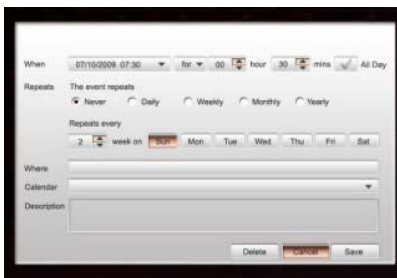 When 07/10/2009 07:30 for 00 hour 30 mins All Day
Repeats The event repeats
Never Daily Weekly Monthly Yearly
Repeats every
2 week on Sun Mon Tue Wed Thu Fri Sat
Where
Calendar
Description
Delete Cancel Save